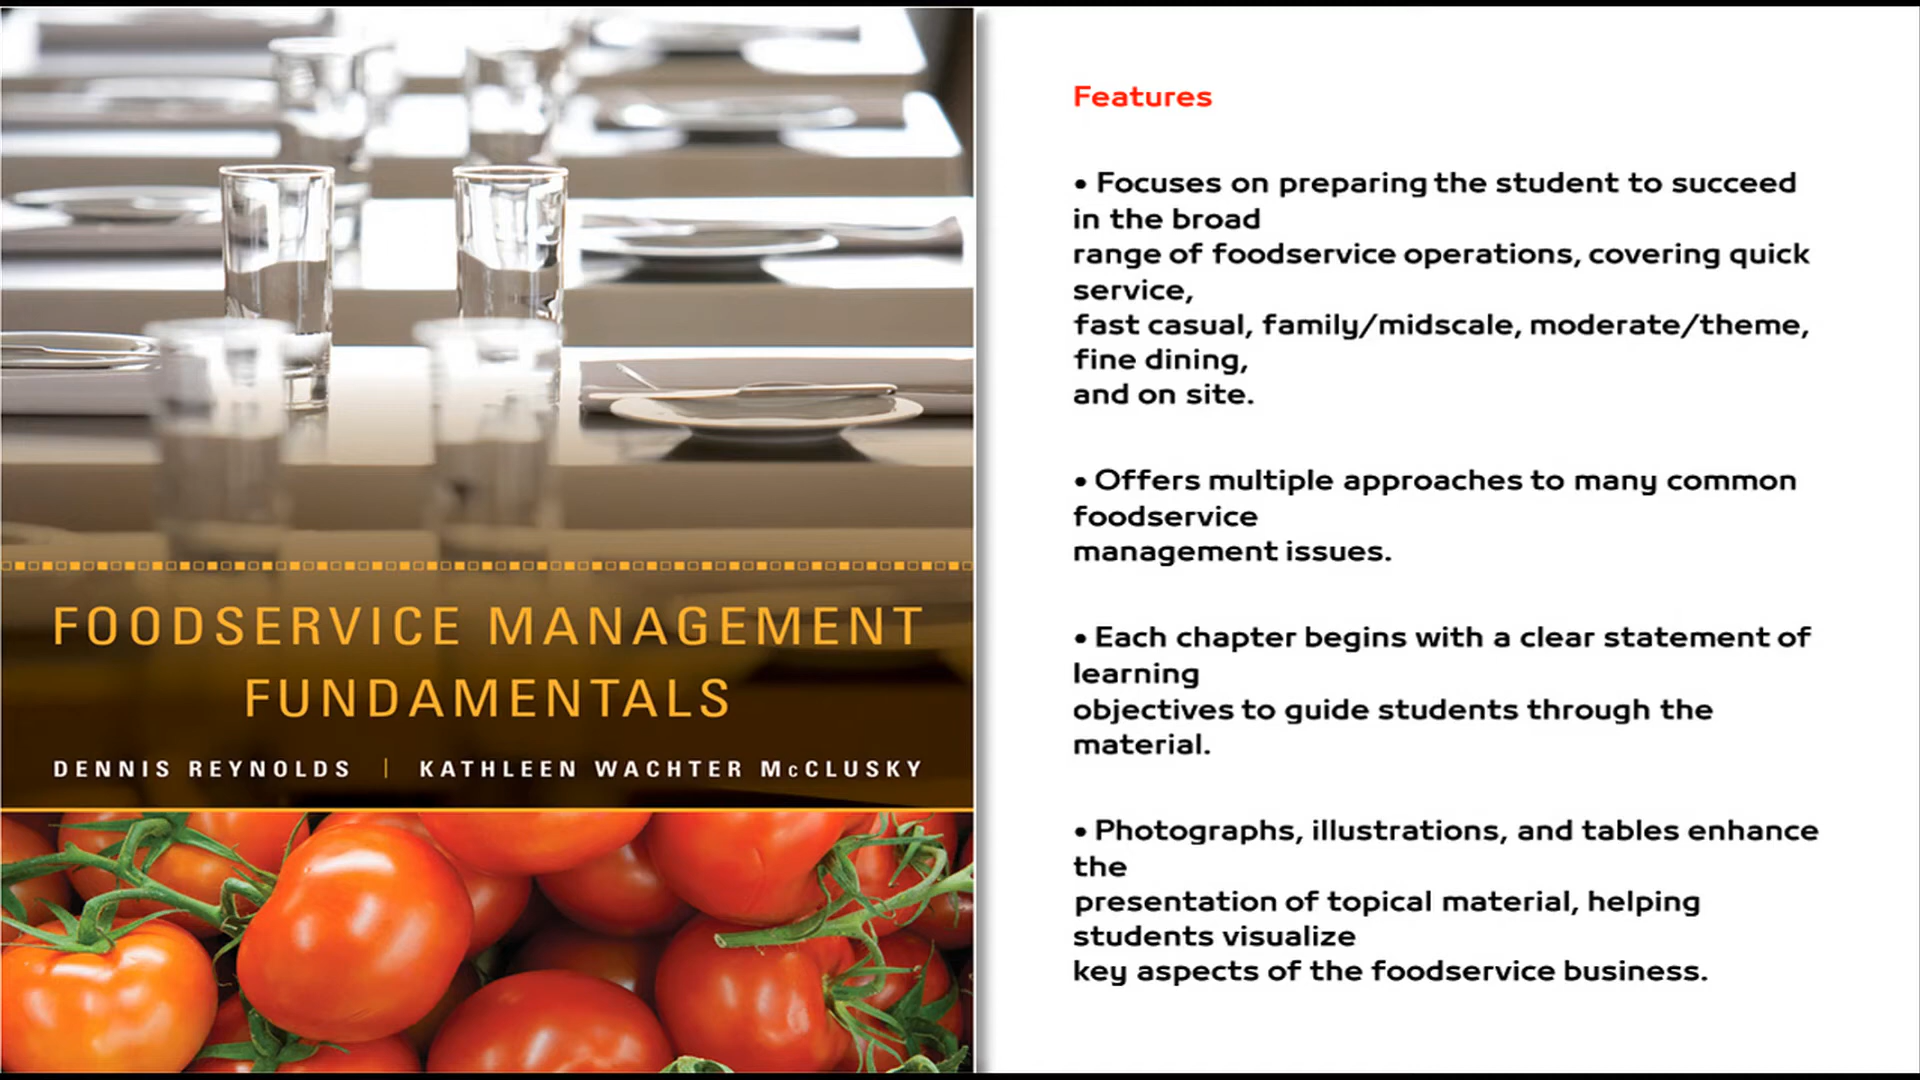 FOODSERVICE MANAGEMENT
FUNDAMENTALS
DENNIS REYNOLDS | KATHLEEN WACHTER McCLUSKY
Features
• Focuses on preparing the student to succeed
in the broad
range of foodservice operations, covering quick
service,
fast casual, family/midscale, moderate/theme,
fine dining,
and on site.
• Offers multiple approaches to many common
foodservice
management issues.
• Each chapter begins with a clear statement of
learning
objectives to guide students through the
material.
• Photographs, illustrations, and tables enhance
the
presentation of topical material, helping
students visualize
key aspects of the foodservice business.